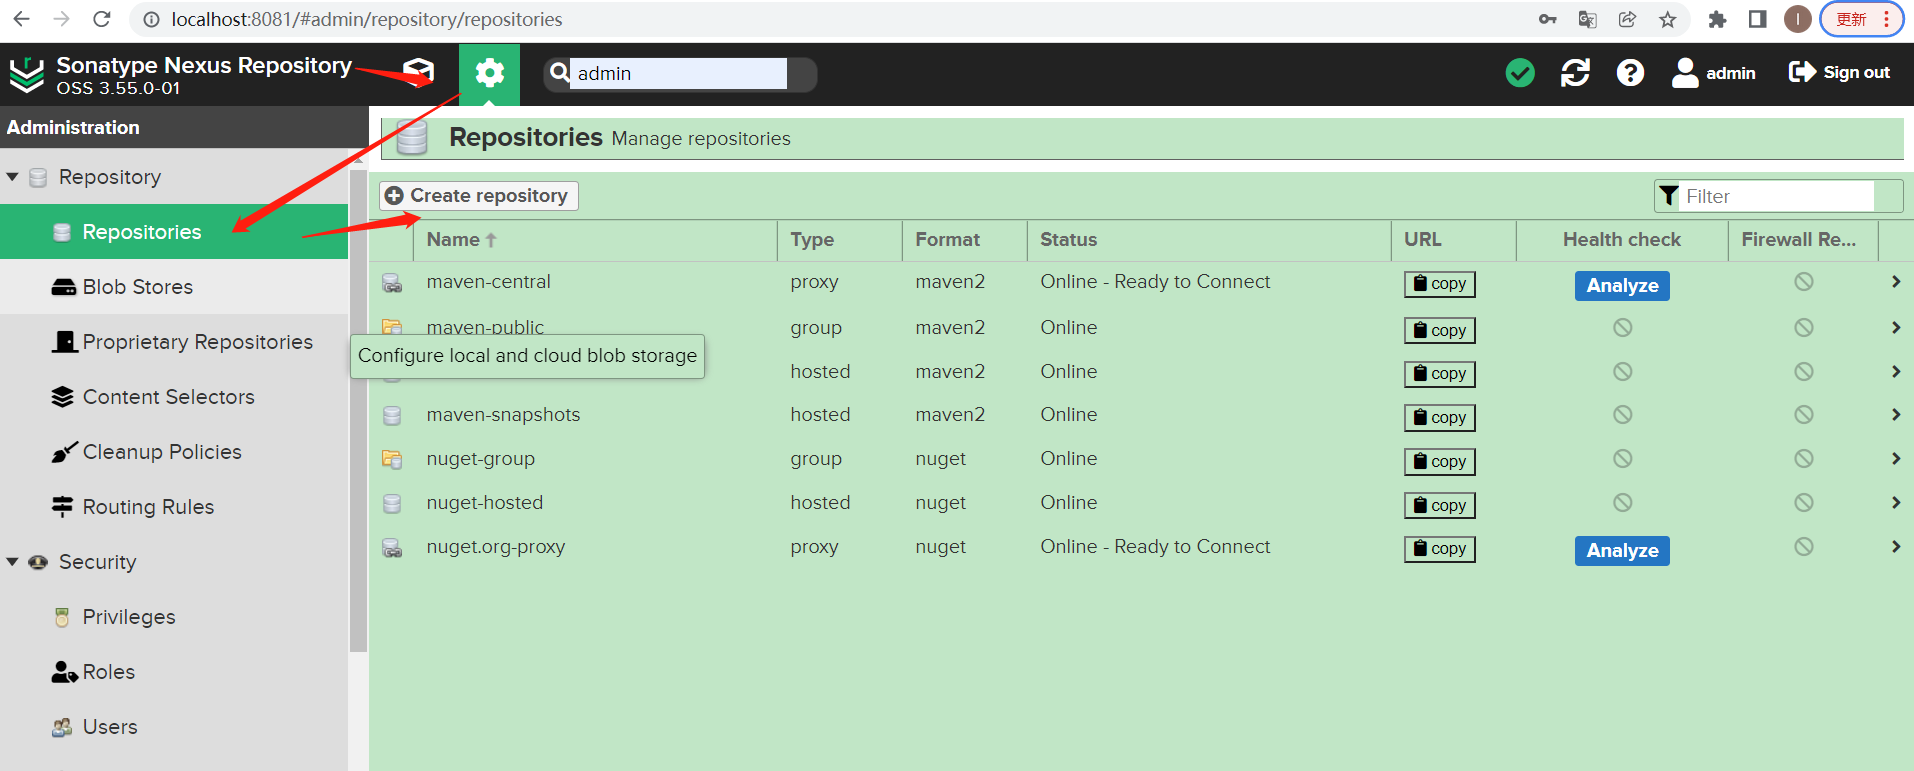 localhost:8081/#admin/repository/repositories
更新
Sonatype Nexus Repository
OSS 3.55.0-01
admin
admin
Sign out
Administration
Repositories Manage repositories
Repository
Create repository
Filter
Repositories
Name Type Format Status URL Health check Firewall Re...
Blob Stores
maven-central proxy maven2 Online - Ready to Connect copy Analyze
maven-public group maven2 Online copy
Proprietary Repositories
Configure local and cloud blob storage
hosted maven2 Online copy
Content Selectors
maven-snapshots hosted maven2 Online copy
Cleanup Policies
nuget-group group nuget Online copy
Routing Rules
nuget-hosted hosted nuget Online copy
Security
nuget.org-proxy proxy nuget Online - Ready to Connect copy Analyze
Privileges
Roles
Users